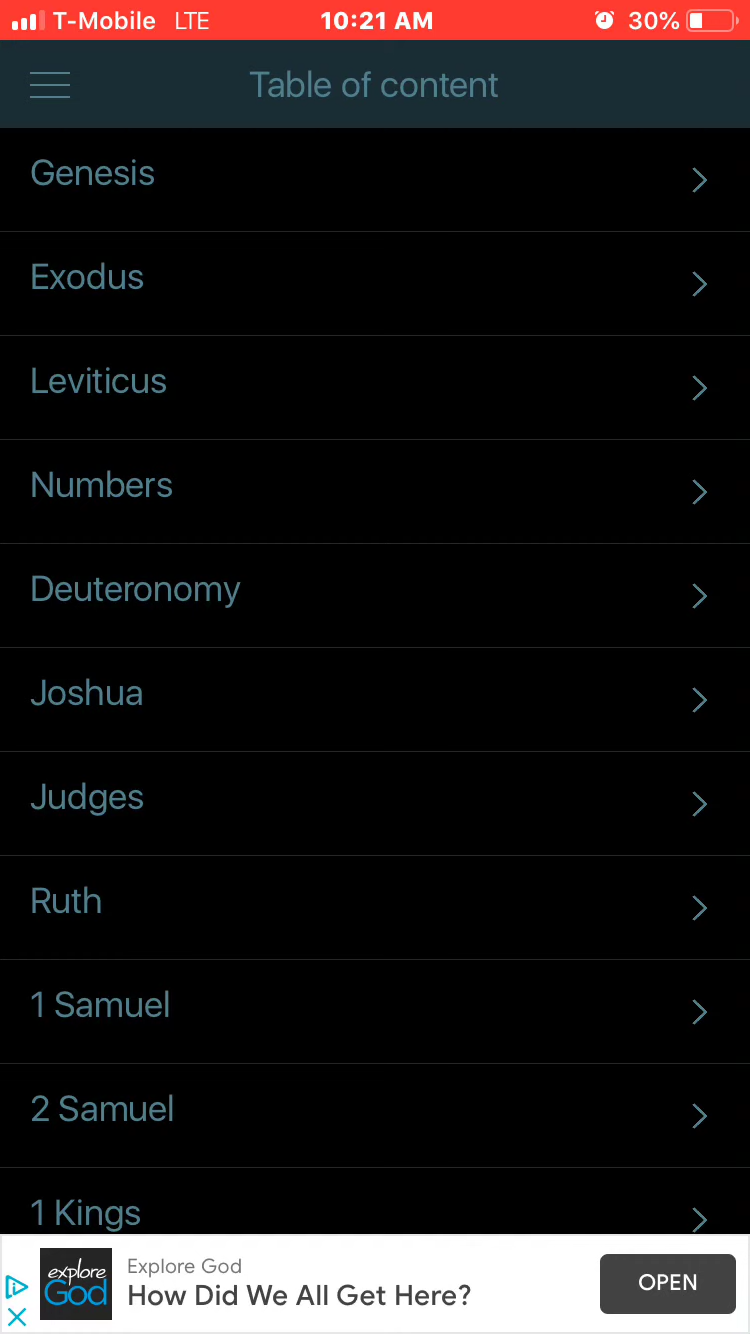 T-Mobile LTE 10:21 AM 30%
Table of content
Genesis
Exodus
Leviticus
Numbers
Deuteronomy
Joshua
Judges
Ruth
1 Samuel
2 Samuel
1 Kings
explore
God
Explore God
How Did We All Get Here?
OPEN